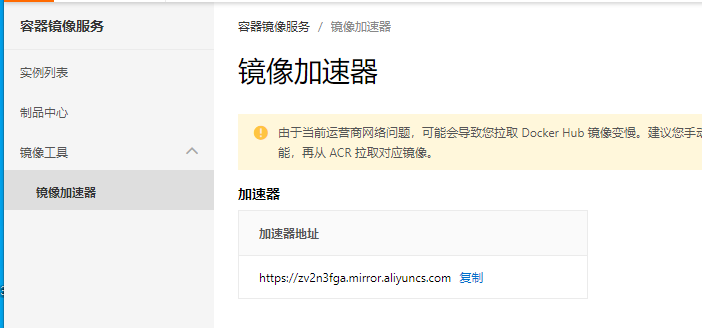 容器镜像服务
实例列表
制品中心
镜像工具
镜像加速器
容器镜像服务 / 镜像加速器
镜像加速器
由于当前运营商网络问题，可能会导致您拉取 Docker Hub 镜像变慢。建议您手动
能，再从 ACR 拉取对应镜像。
加速器
加速器地址
https://zv2n3fga.mirror.aliyuncs.com 复制